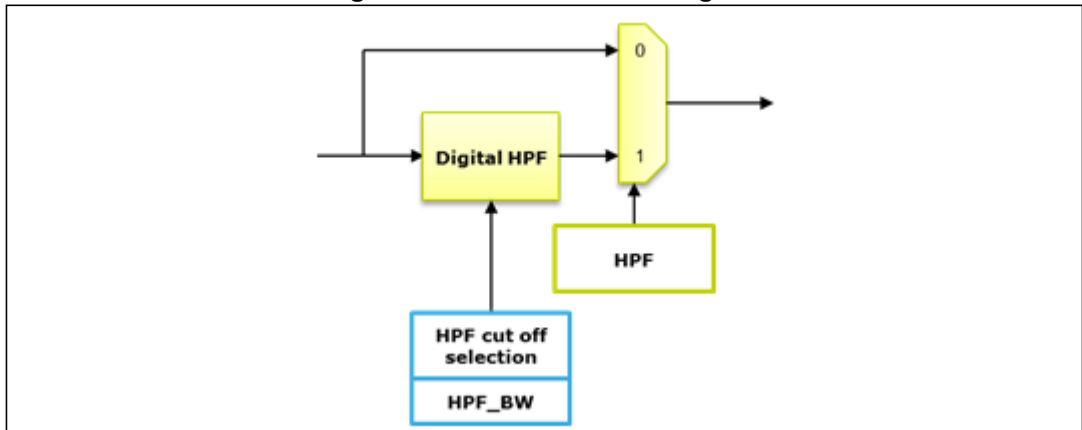 0
Digital HPF
1
HPF
HPF cut off
selection
HPF_BW